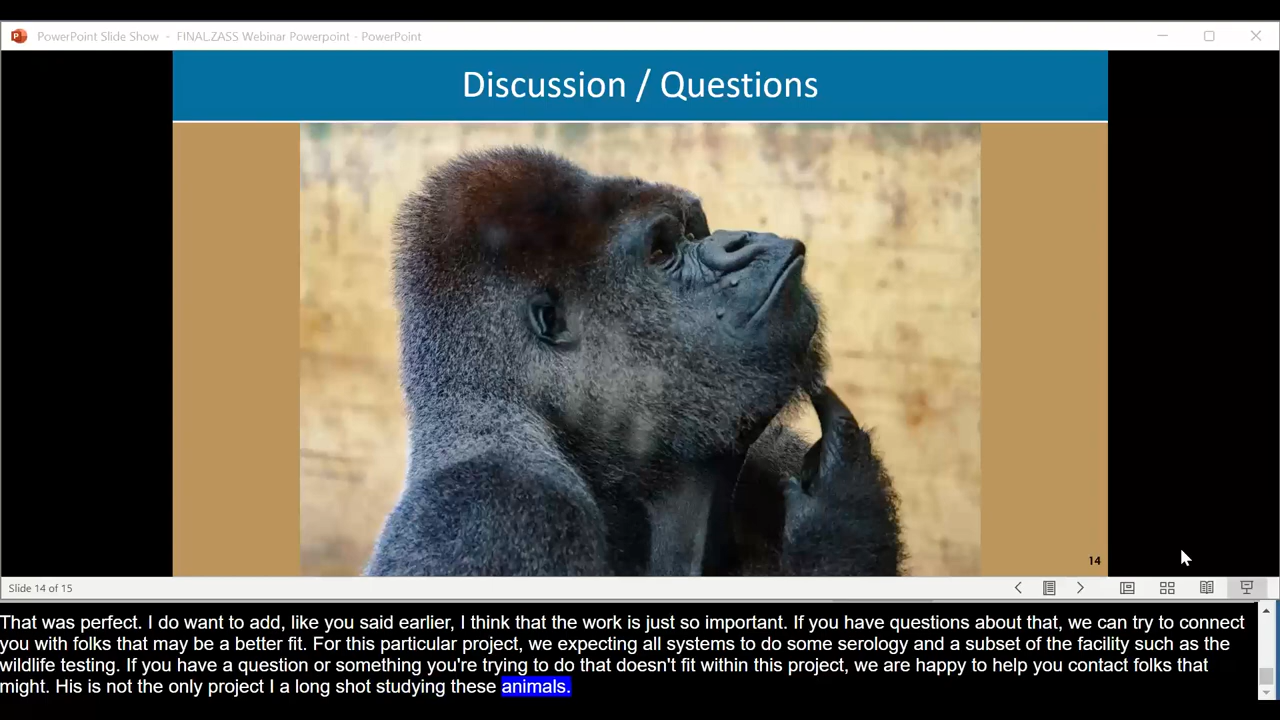 PowerPoint Slide Show - FINAL.ZASS Webinar Powerpoint - PowerPoint
Discussion / Questions
14
Slide 14 of 15
That was perfect. I do want to add, like you said earlier, I think that the work is just so important. If you have questions about that, we can try to connect
you with folks that may be a better fit. For this particular project, we expecting all systems to do some serology and a subset of the facility such as the
wildlife testing. If you have a question or something you're trying to do that doesn't fit within this project, we are happy to help you contact folks that
might. His is not the only project I a long shot studying these animals.